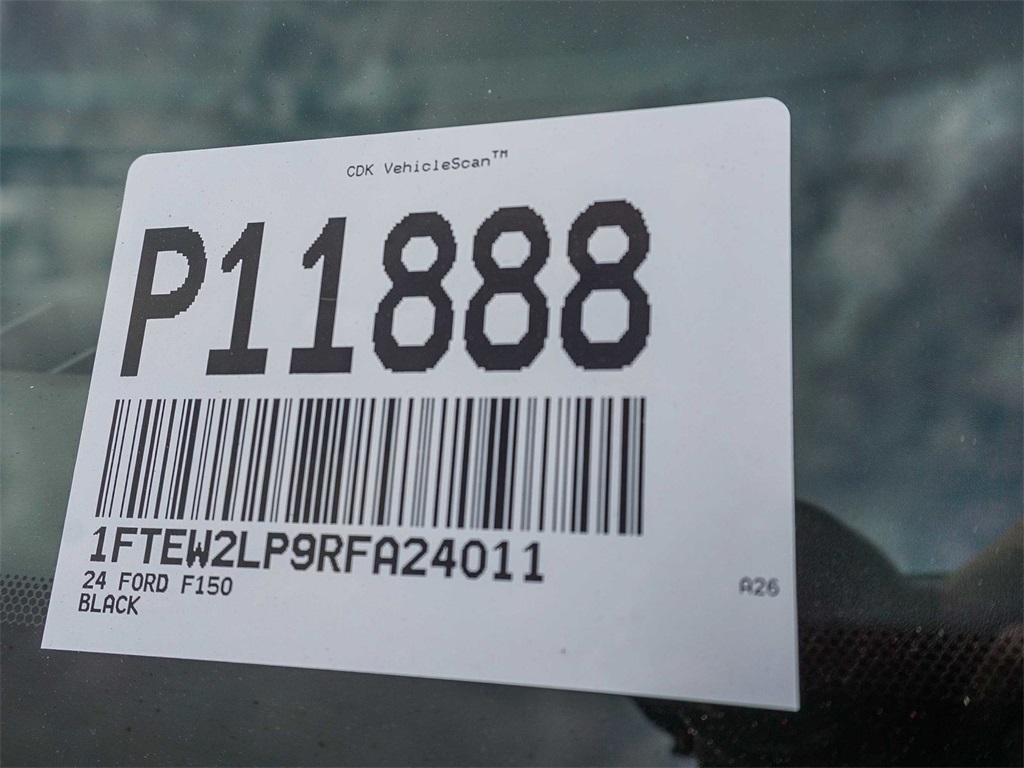 CDK VehicleScan™
P11888
1FTEW2LP9RFA24011
24 FORD F150
BLACK
A26